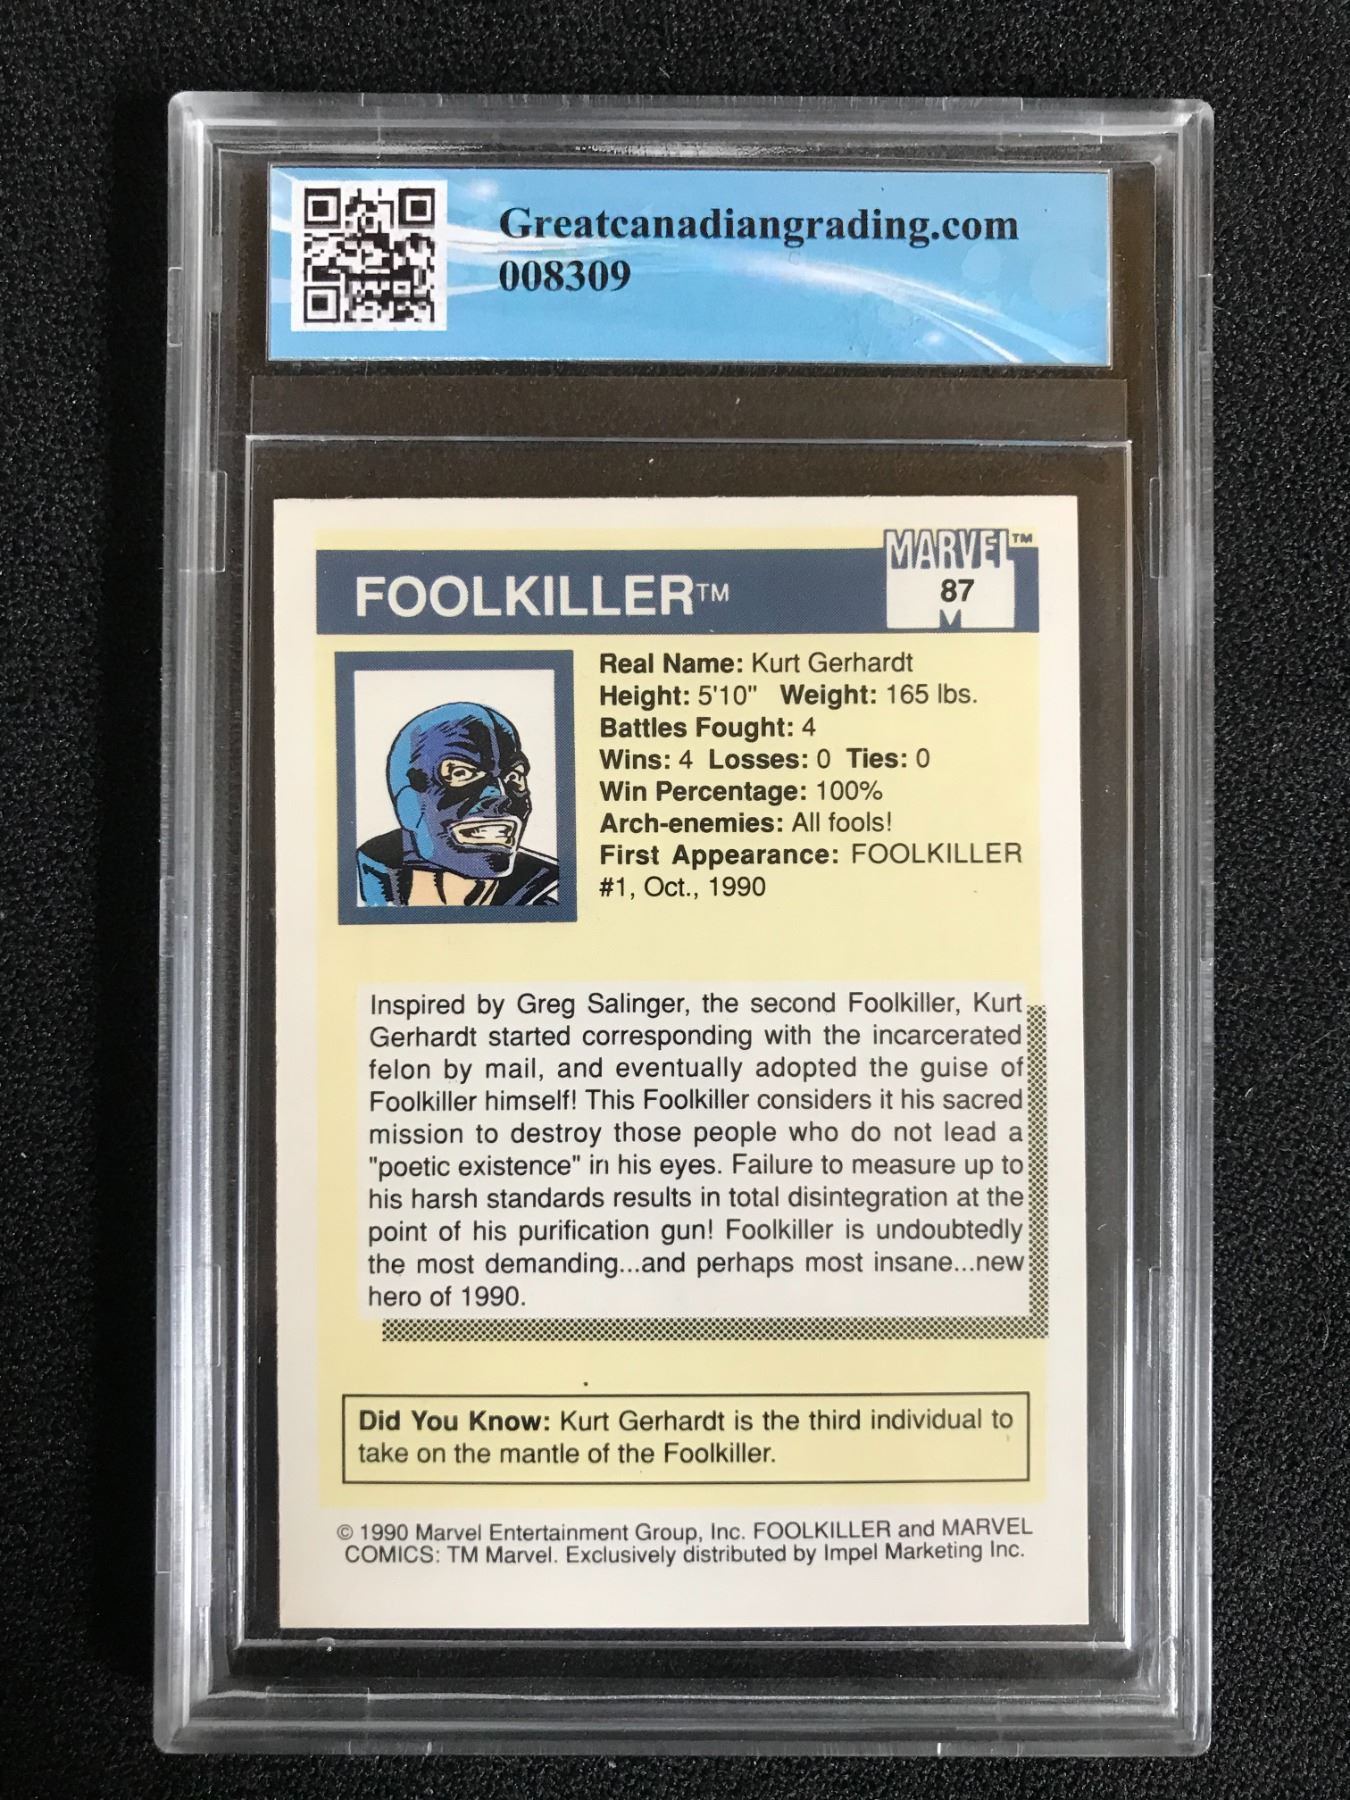 Greatcanadiangrading.com
008309
MARVEL™
FOOLKILLER™
87
M
Real Name: Kurt Gerhardt
Height: 5'10" Weight: 165 lbs.
Battles Fought: 4
Wins: 4 Losses: 0 Ties: 0
Win Percentage: 100%
Arch-enemies: All fools!
First Appearance: FOOLKILLER
#1, Oct., 1990
Inspired by Greg Salinger, the second Foolkiller, Kurt
Gerhardt started corresponding with the incarcerated
felon by mail, and eventually adopted the guise of
Foolkiller himself! This Foolkiller considers it his sacred
mission to destroy those people who do not lead a
"poetic existence" in his eyes. Failure to measure up to
his harsh standards results in total disintegration at the
point of his purification gun! Foolkiller is undoubtedly
the most demanding...and perhaps most insane...new
hero of 1990.
Did You Know: Kurt Gerhardt is the third individual to
take on the mantle of the Foolkiller.
© 1990 Marvel Entertainment Group, Inc. FOOLKILLER and MARVEL
COMICS: TM Marvel. Exclusively distributed by Impel Marketing Inc.